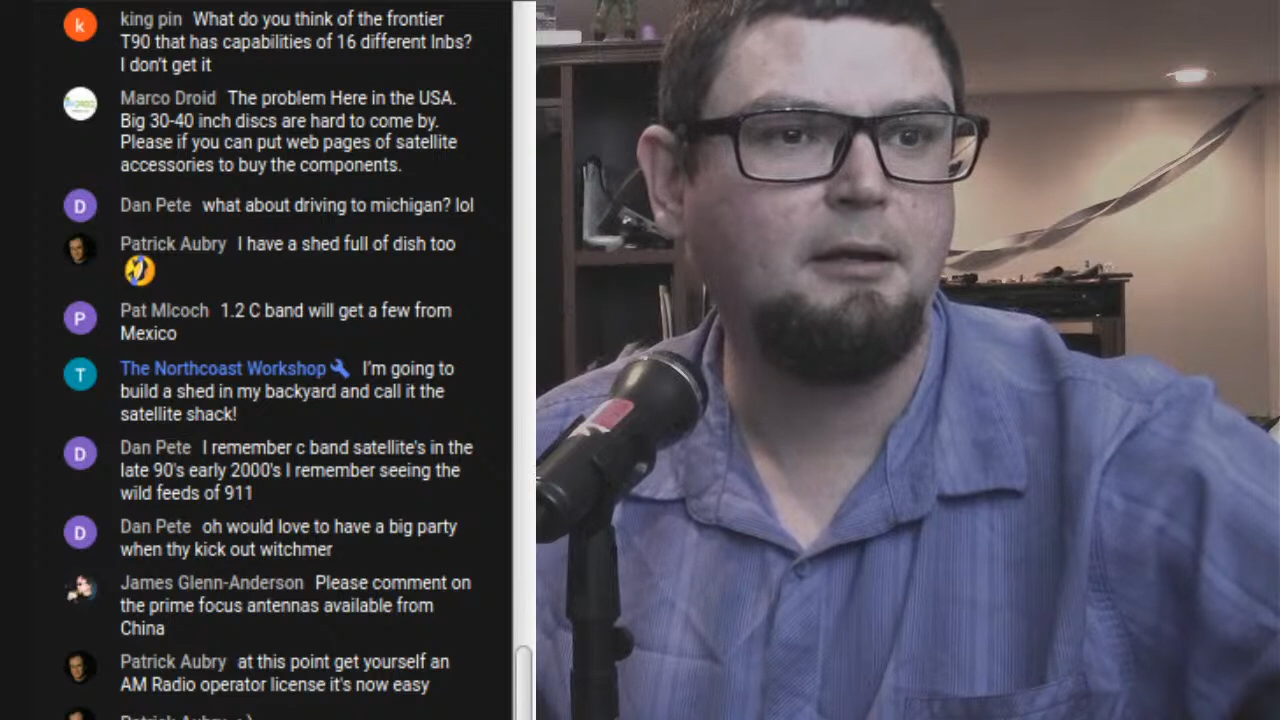 king pin What do you think of the frontier
T90 that has capabilities of 16 different lnbs?
I don't get it
Marco Droid The problem Here in the USA.
Big 30-40 inch discs are hard to come by.
Please if you can put web pages of satellite
accessories to buy the components.
Dan Pete what about driving to michigan? lol
Patrick Aubry I have a shed full of dish too
Pat Mlcoch 1.2 C band will get a few from
Mexico
The Northcoast Workshop I'm going to
build a shed in my backyard and call it the
satellite shack!
Dan Pete I remember c band satellite's in the
late 90's early 2000's I remember seeing the
wild feeds of 911
Dan Pete oh would love to have a big party
when thy kick out witchmer
James Glenn-Anderson Please comment on
the prime focus antennas available from
China
Patrick Aubry at this point get yourself an
AM Radio operator license it's now easy
Patrick Aubry